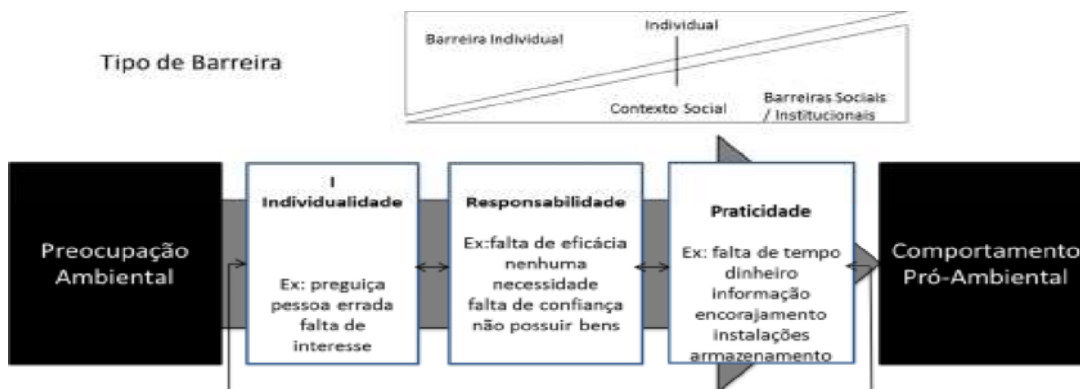 Tipo de Barreira
Barreira Individual
Individual
Contexto Social
Barreiras Sociais
/ Institucionais
Preocupação
Ambiental
I
Individualidade
Ex: preguiça
pessoa errada
falta de
interesse
Responsabilidade
Ex:falta de eficácia
nenhuma
necessidade
falta de confiança
não possuir bens
Praticidade
Ex: falta de tempo
dinheiro
informação
encorajamento
instalações
armazenamento
Comportamento
Pró-Ambiental